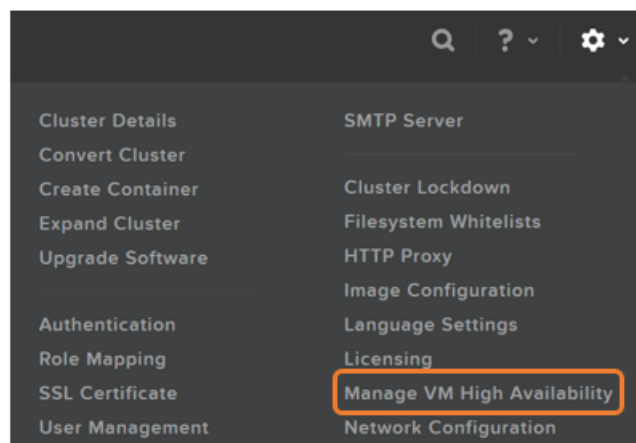 ?
Cluster Details
Convert Cluster
Create Container
Expand Cluster
Upgrade Software
Authentication
Role Mapping
SSL Certificate
User Management
SMTP Server
Cluster Lockdown
Filesystem Whitelists
HTTP Proxy
Image Configuration
Language Settings
Licensing
Manage VM High Availability
Network Configuration